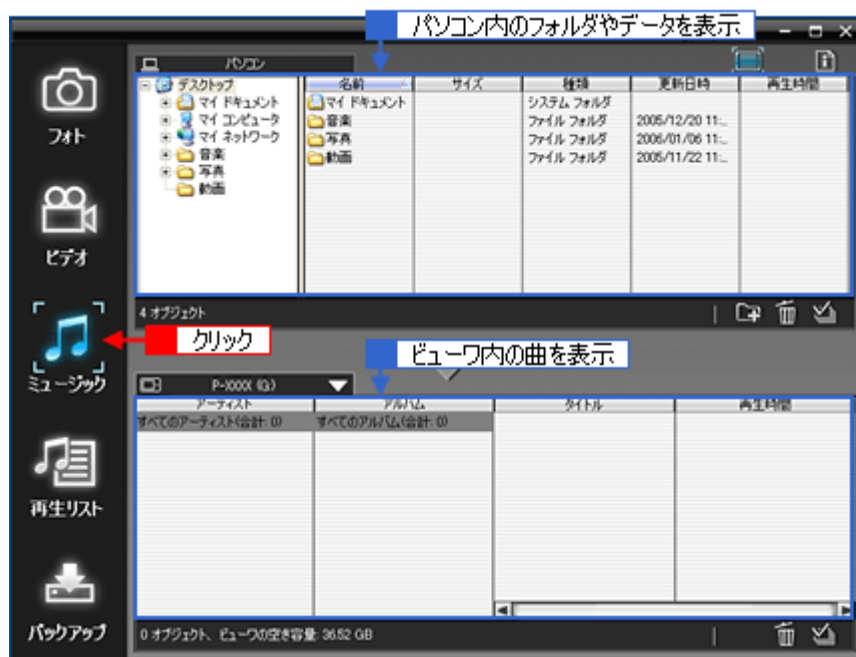 パソコン内のフォルダやデータを表示
パソコン
名前 サイズ 種類 更新日時 再生時間
デスクトップ
マイ ドキュメント
マイ コンピュータ
マイ ネットワーク
音楽
写真
動画
マイ ドキュメント システム フォルダ
音楽 ファイル フォルダ 2005/12/20 11:...
写真 ファイル フォルダ 2006/01/06 11:...
動画 ファイル フォルダ 2005/11/22 11:...
4 オブジェクト
フォト
ビデオ
ミュージック
再生リスト
バックアップ
クリック
ビューワ内の曲を表示
P-XXXX (G)
アーティスト アルバム タイトル 再生時間
すべてのアーティスト(合計: 0) すべてのアルバム(合計: 0)
0 オブジェクト、ビューワの空き容量: 36.52 GB